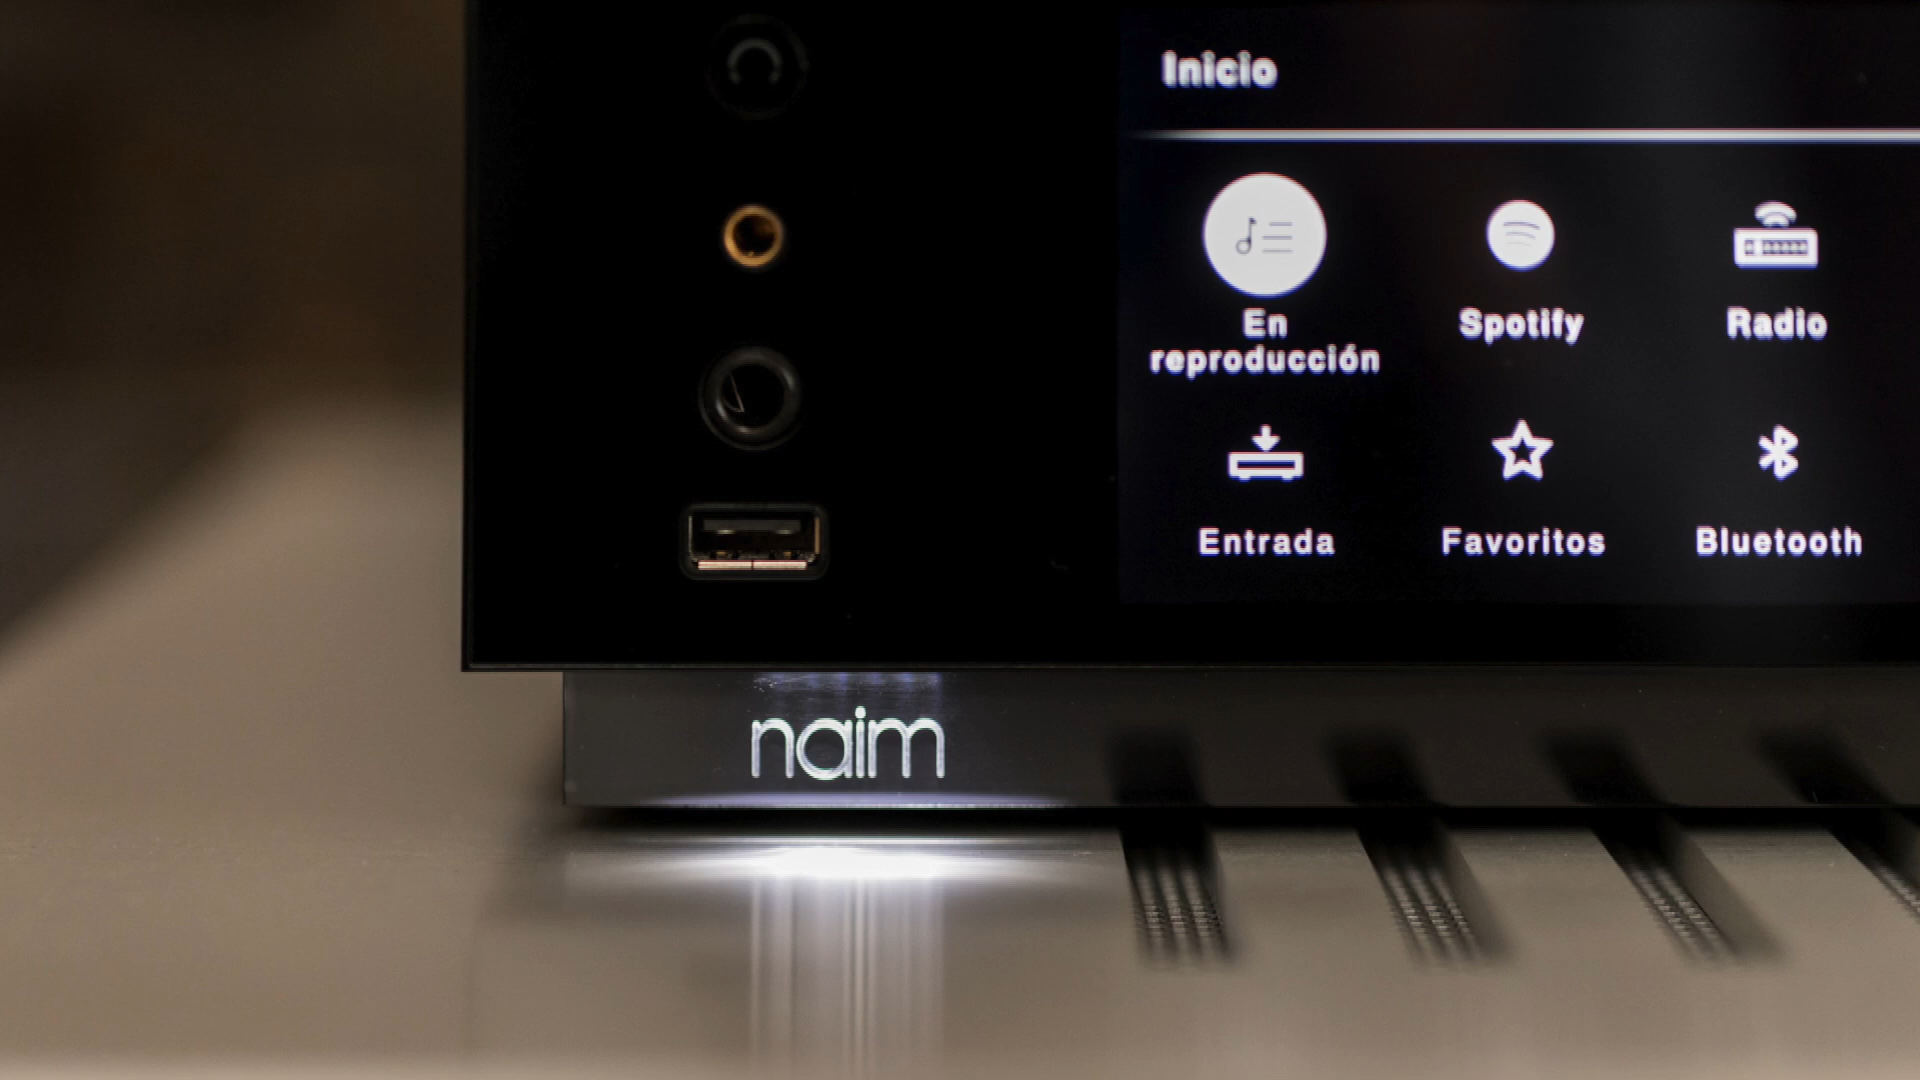 Inicio
En
reproducción
Spotify
Radio
Entrada
Favoritos
Bluetooth
naim